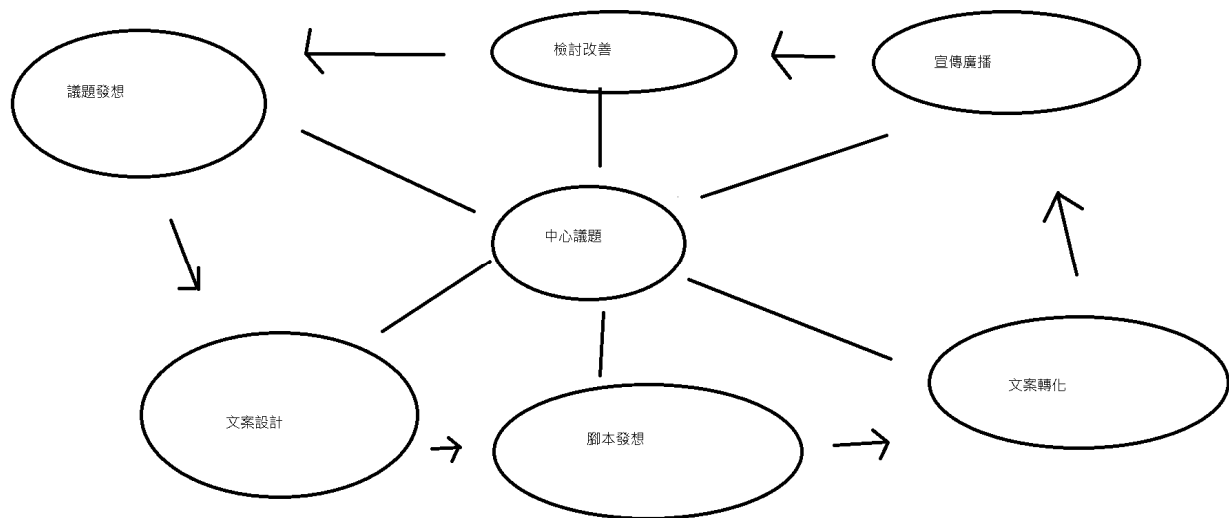 檢討改善
宣傳廣播
議題發想
中心議題
文案轉化
文案設計
腳本發想